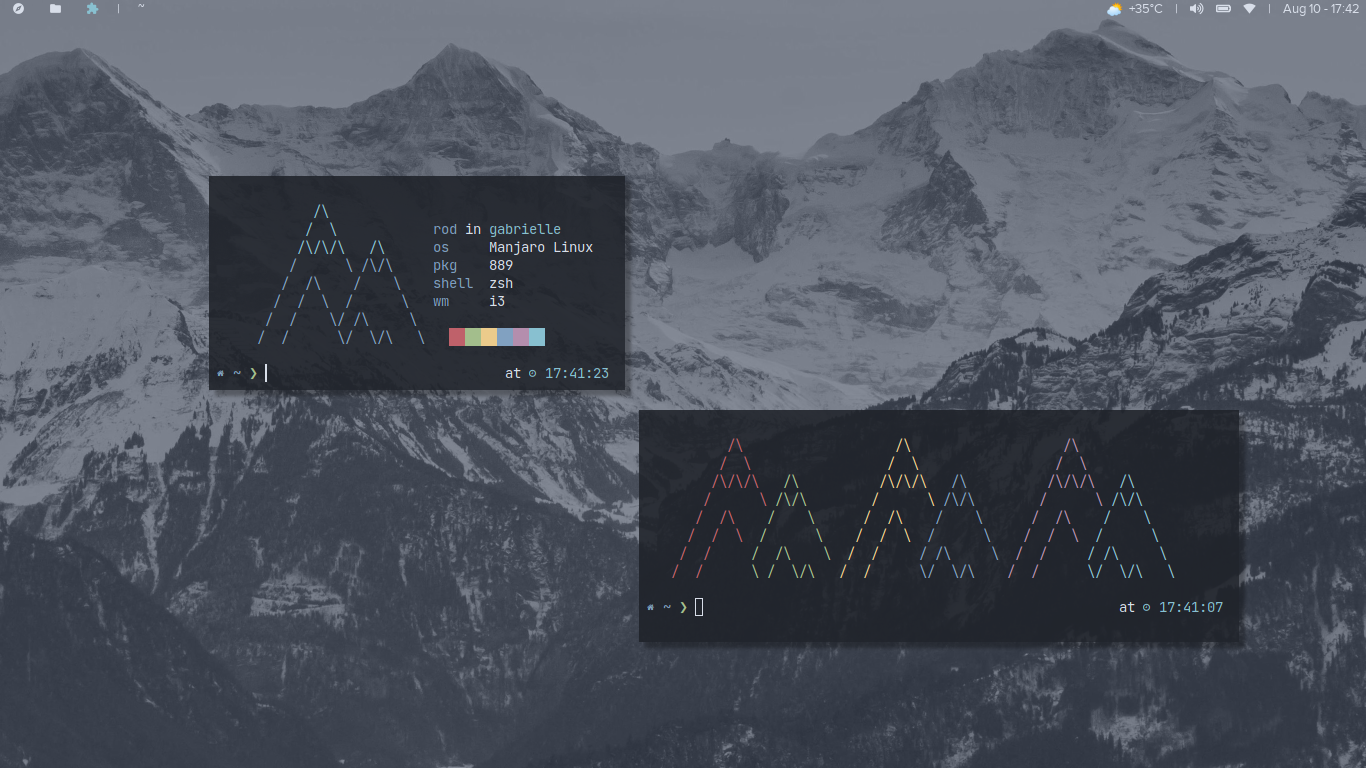 ~ +35°C | Aug 10 - 17:42
rod in gabrielle
os Manjaro Linux
pkg 889
shell zsh
wm i3
~ ❯ at 17:41:23
~ ❯ at 17:41:07